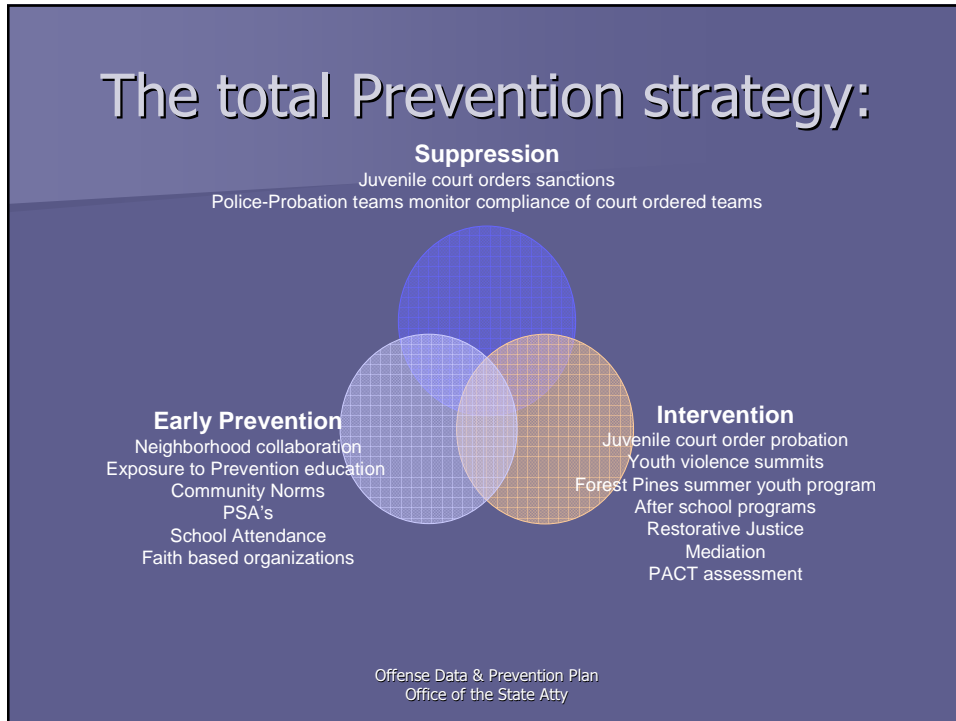 The total Prevention strategy:
Suppression
Juvenile court orders sanctions
Police-Probation teams monitor compliance of court ordered teams
Early Prevention
Neighborhood collaboration
Exposure to Prevention education
Community Norms
PSA's
School Attendance
Faith based organizations
Intervention
Juvenile court order probation
Youth violence summits
Forest Pines summer youth program
After school programs
Restorative Justice
Mediation
PACT assessment
Offense Data & Prevention Plan
Office of the State Atty